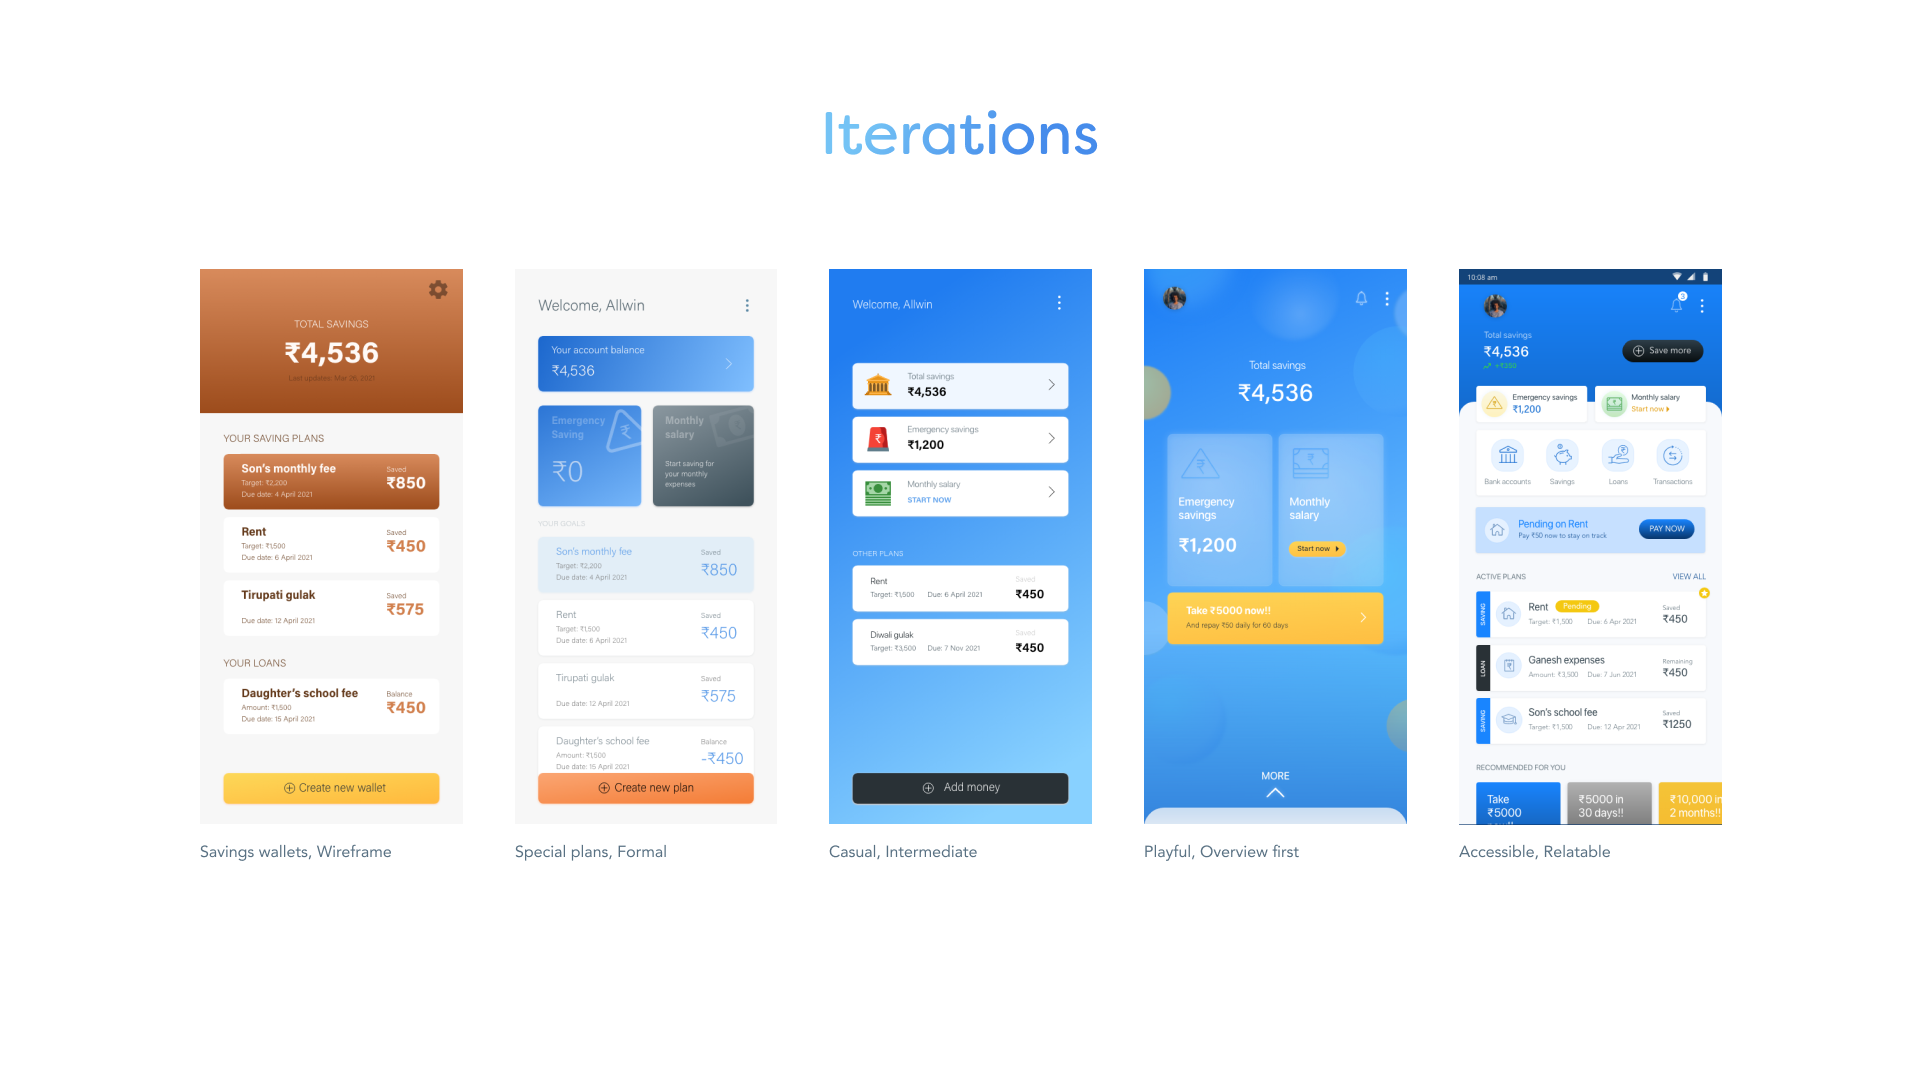 Iterations
TOTAL SAVINGS
₹4,536
Last updated: Mar 26, 2021
YOUR SAVING PLANS
Son's monthly fee
Target: ₹2,200
Due date: 4 April 2021
Saved
₹850
Rent
Target: ₹1,500
Due date: 6 April 2021
Saved
₹450
Tirupati gulak
Due date: 12 April 2021
Saved
₹575
YOUR LOANS
Daughter's school fee
Amount: ₹1,500
Due date: 15 April 2021
Balance
₹450
Create new wallet
Savings wallets, Wireframe
Welcome, Allwin
Your account balance
₹4,536
Emergency
Saving
₹0
Monthly
salary
Start saving for
your monthly
expenses
YOUR GOALS
Son's monthly fee
Target: ₹2,200
Due date: 4 April 2021
Saved
₹850
Rent
Target: ₹1,500
Due date: 6 April 2021
Saved
₹450
Tirupati gulak
Due date: 12 April 2021
Saved
₹575
Daughter's school fee
Amount: ₹1500
Due date: 15 April 2021
Balance
-₹450
Create new plan
Special plans, Formal
Welcome, Allwin
Total savings
₹4,536
Emergency savings
₹1,200
Monthly salary
START NOW
OTHER PLANS
Rent
Target: ₹1,500 Due: 6 April 2021
Saved
₹450
Diwali gulak
Target: ₹3,500 Due: 7 Nov 2021
Saved
₹450
Add money
Casual, Intermediate
Total savings
₹4,536
Emergency
savings
₹1,200
Monthly
salary
Start now
Take ₹5000 now!!
And repay ₹50 daily for 60 days
MORE
Playful, Overview first
10:08 am
3
Total savings
₹4,536
+₹250
Save more
Emergency savings
₹1,200
Monthly salary
Start now
Bank accounts
Savings
Loans
Transactions
Pending on Rent
Pay ₹50 now to stay on track
PAY NOW
ACTIVE PLANS
VIEW ALL
SAVING
Rent Pending
Target: ₹1,500 Due: 6 Apr 2021
Saved
₹450
LOAN
Ganesh expenses
Amount: ₹3,500 Due: 7 Jun 2021
Remaining
₹450
SAVING
Son's school fee
Target: ₹1,500 Due: 12 Apr 2021
Saved
₹1250
RECOMMENDED FOR YOU
Take
₹5000
₹5000 in
30 days!!
₹10,000 in
2 months!!
Accessible, Relatable